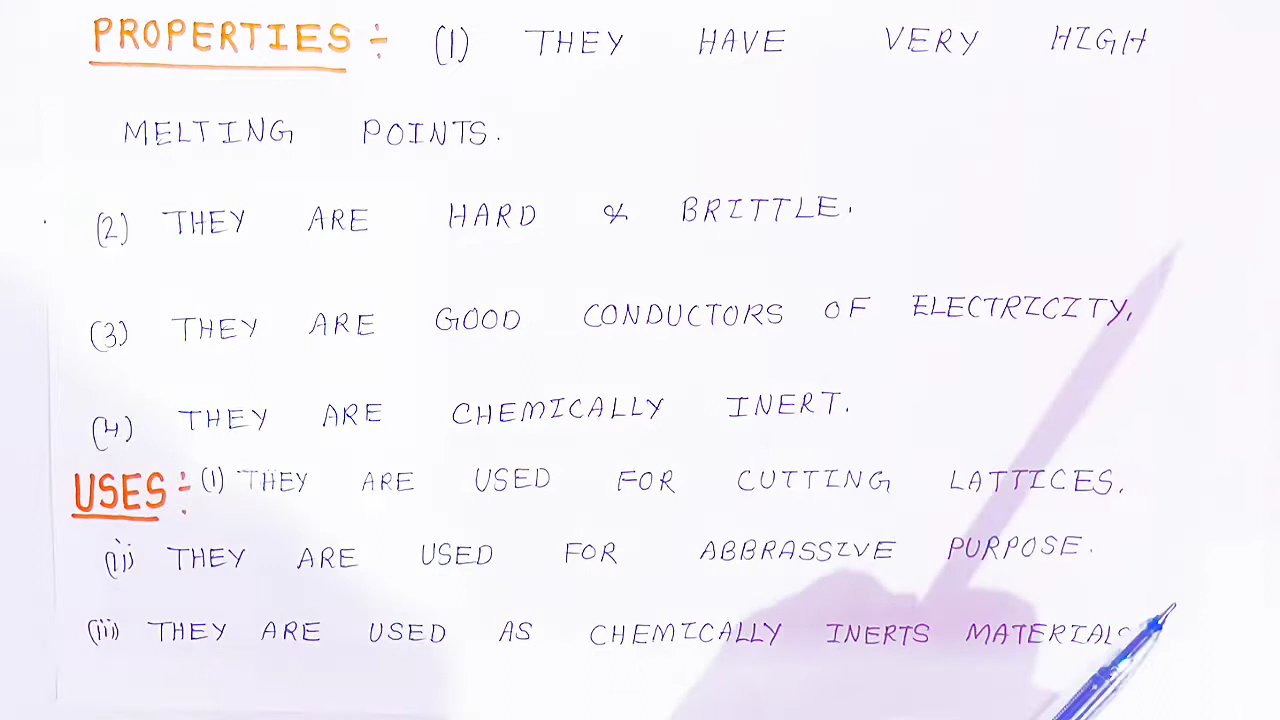 PROPERTIES :- (1) THEY HAVE VERY HIGH
MELTING POINTS.
(2) THEY ARE HARD & BRITTLE.
(3) THEY ARE GOOD CONDUCTORS OF ELECTRICITY,
(4) THEY ARE CHEMICALLY INERT.
USES :- (1) THEY ARE USED FOR CUTTING LATTICES.
(ii) THEY ARE USED FOR ABBRASSIVE PURPOSE.
(iii) THEY ARE USED AS CHEMICALLY INERTS MATERIALS